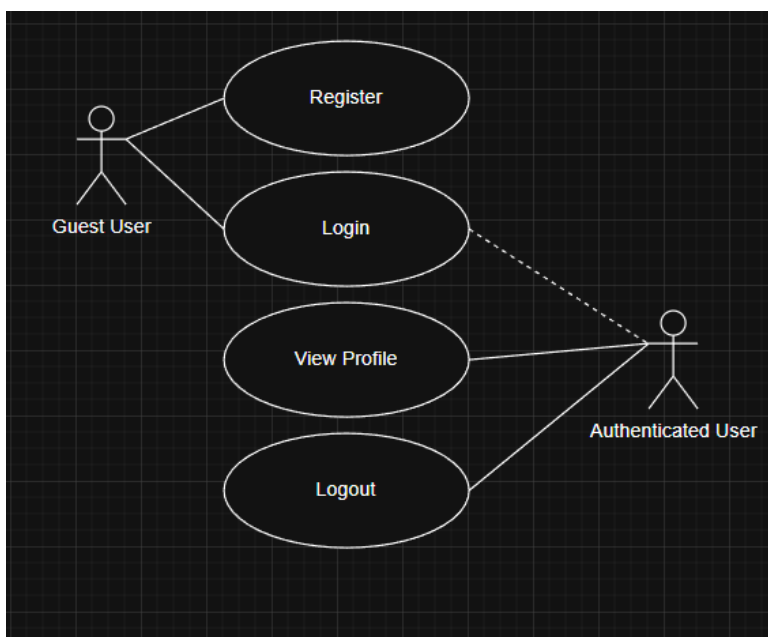 Register
Guest User
Login
View Profile
Authenticated User
Logout